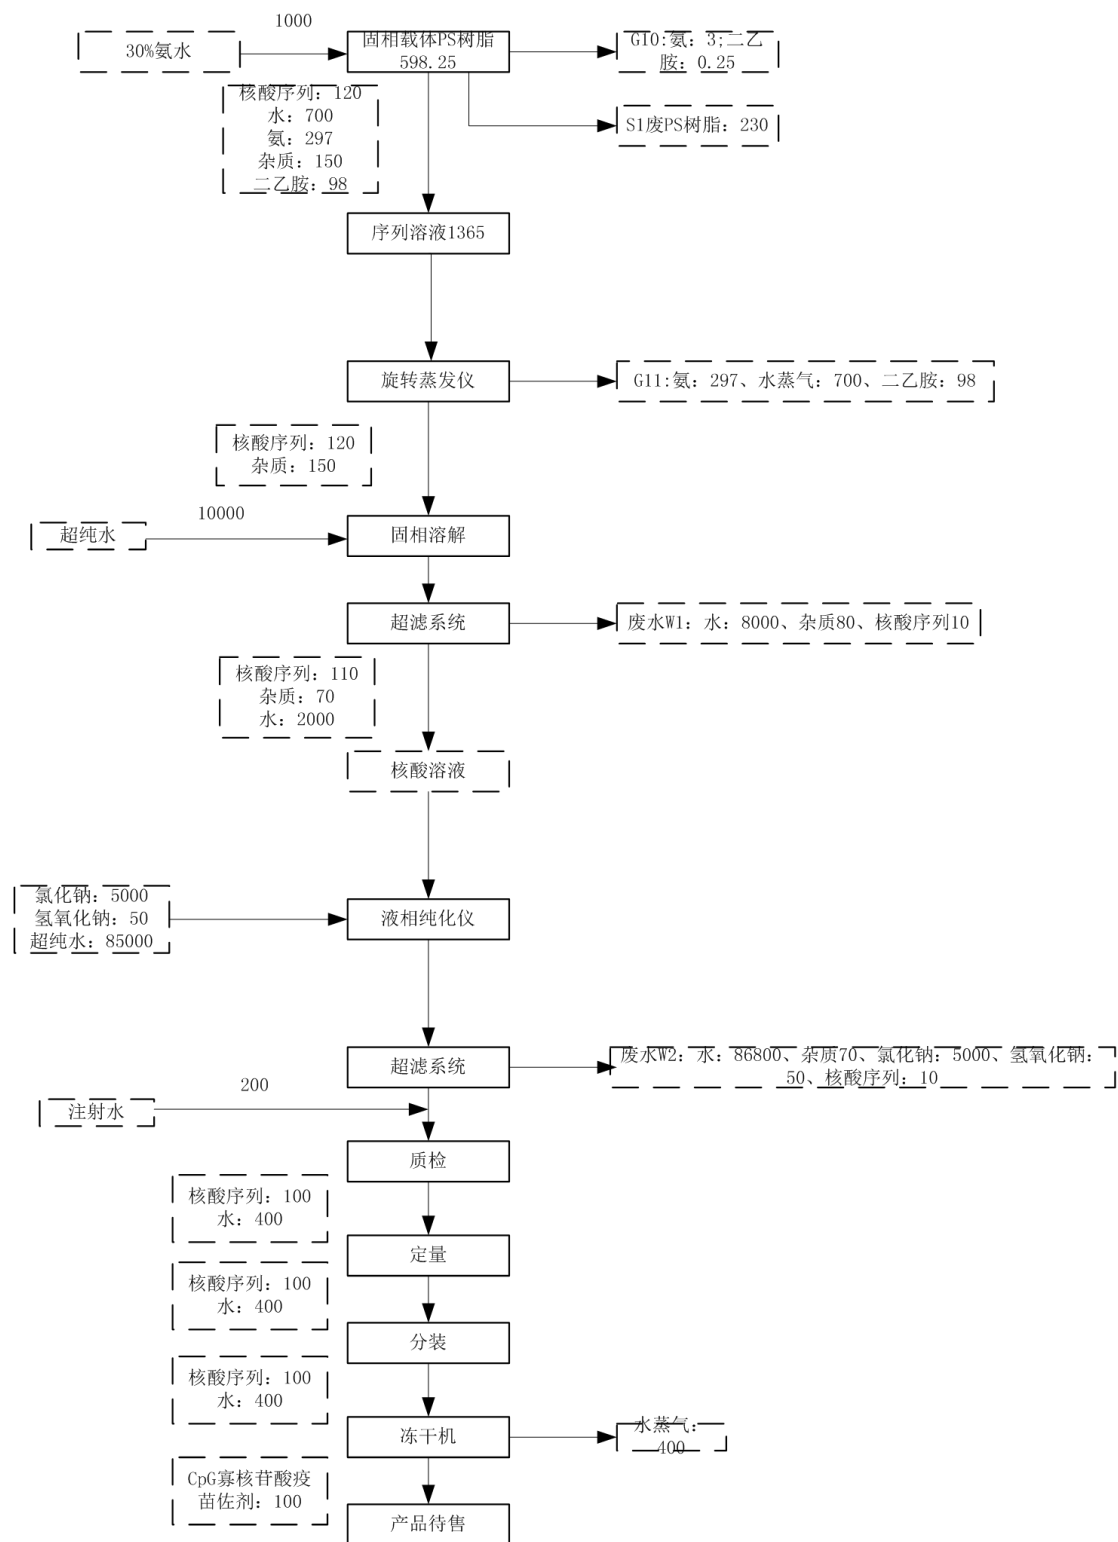 1000
30%氨水
固相载体PS树脂
598.25
G10:氨：3;二乙
胺：0.25
核酸序列：120
水：700
氨：297
杂质：150
二乙胺：98
S1废PS树脂：230
序列溶液1365
旋转蒸发仪
G11:氨：297、水蒸气：700、二乙胺：98
核酸序列：120
杂质：150
10000
超纯水
固相溶解
超滤系统
废水W1：水：8000、杂质80、核酸序列10
核酸序列：110
杂质：70
水：2000
核酸溶液
氯化钠：5000
氢氧化钠：50
超纯水：85000
液相纯化仪
超滤系统
废水W2：水：86800、杂质70、氯化钠：5000、氢氧化钠：
50、核酸序列：10
200
注射水
质检
核酸序列：100
水：400
定量
核酸序列：100
水：400
分装
核酸序列：100
水：400
冻干机
水蒸气：
400
CpG寡核苷酸疫
苗佐剂：100
产品待售